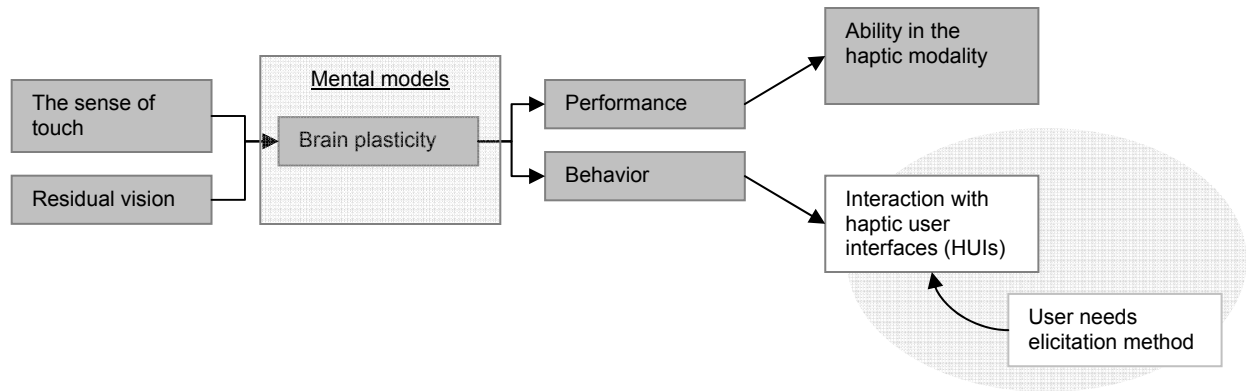 The sense of
touch
Residual vision
Mental models
Brain plasticity
Performance
Behavior
Ability in the
haptic modality
Interaction with
haptic user
interfaces (HUIs)
User needs
elicitation method